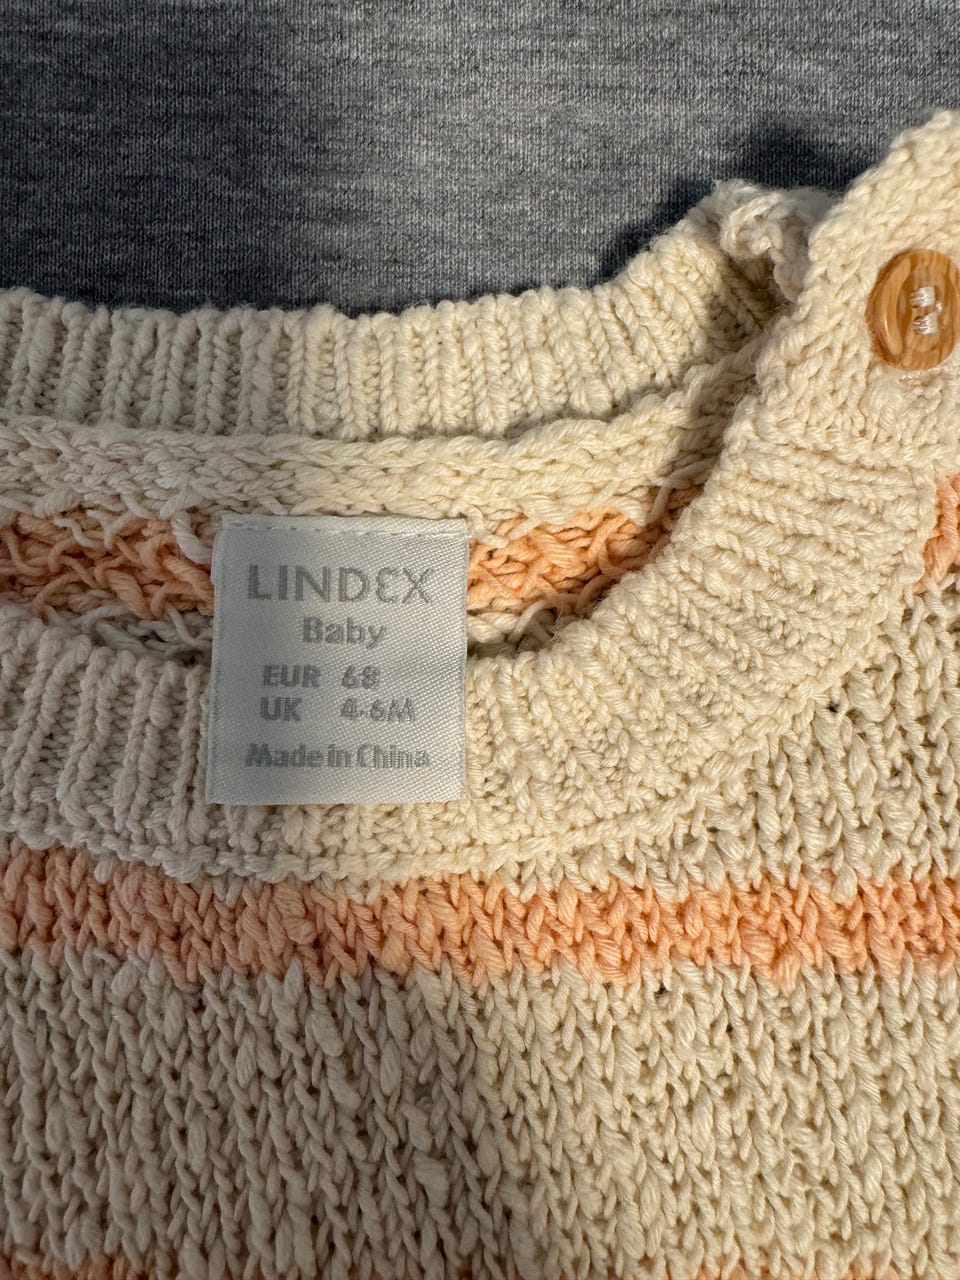 LINDEX
Baby
EUR 68
UK 4-6M
Made in China